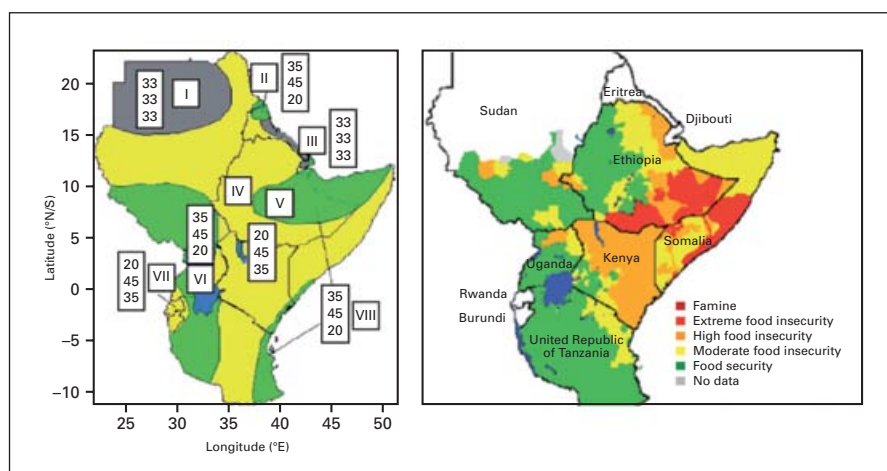 20
15
10
5
0
−5
−10
Latitude (°N/S)
25
30
35
40
45
50
Longitude (°E)
33
33
33
I
II
35
45
20
III
33
33
33
IV
V
35
45
20
20
45
35
20
45
35
VII
VI
35
45
20
VIII
Sudan
Eritrea
Djibouti
Ethiopia
Somalia
Uganda
Kenya
Rwanda
Burundi
United Republic
of Tanzania
Famine
Extreme food insecurity
High food insecurity
Moderate food insecurity
Food security
No data